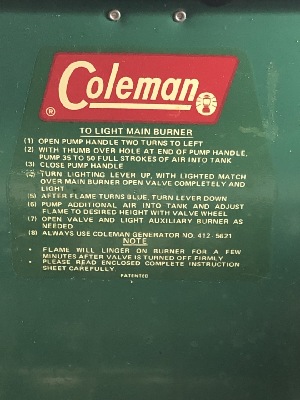 Coleman
®
TO LIGHT MAIN BURNER
(1) OPEN PUMP HANDLE TWO TURNS TO LEFT
(2) WITH THUMB OVER HOLE AT END OF PUMP HANDLE,
PUMP 35 TO 50 FULL STROKES OF AIR INTO TANK
(3) CLOSE PUMP HANDLE
TURN LIGHTING LEVER UP, WITH LIGHTED MATCH
OVER MAIN BURNER OPEN VALVE COMPLETELY AND
LIGHT
(5) AFTER FLAME TURNS BLUE, TURN LEVER DOWN
(6) PUMP ADDITIONAL AIR INTO TANK AND ADJUST
FLAME TO DESIRED HEIGHT WITH VALVE WHEEL
(7) OPEN VALVE AND LIGHT AUXILIARY BURNER AS
NEEDED
(8) ALWAYS USE COLEMAN GENERATOR NO. 412-5621
NOTE
• FLAME WILL LINGER ON BURNER FOR A FEW
MINUTES AFTER VALVE IS TURNED OFF FIRMLY
• PLEASE READ ENCLOSED COMPLETE INSTRUCTION
SHEET CAREFULLY
PATENTED